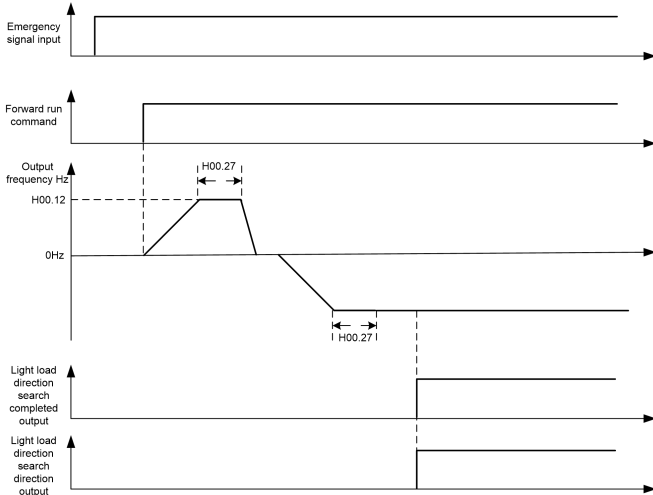 Emergency
signal input
Forward run
command
Output
frequency Hz
H00.27
H00.12
0Hz
H00.27
Light load
direction
search
completed
output
Light load
direction
search
direction
output